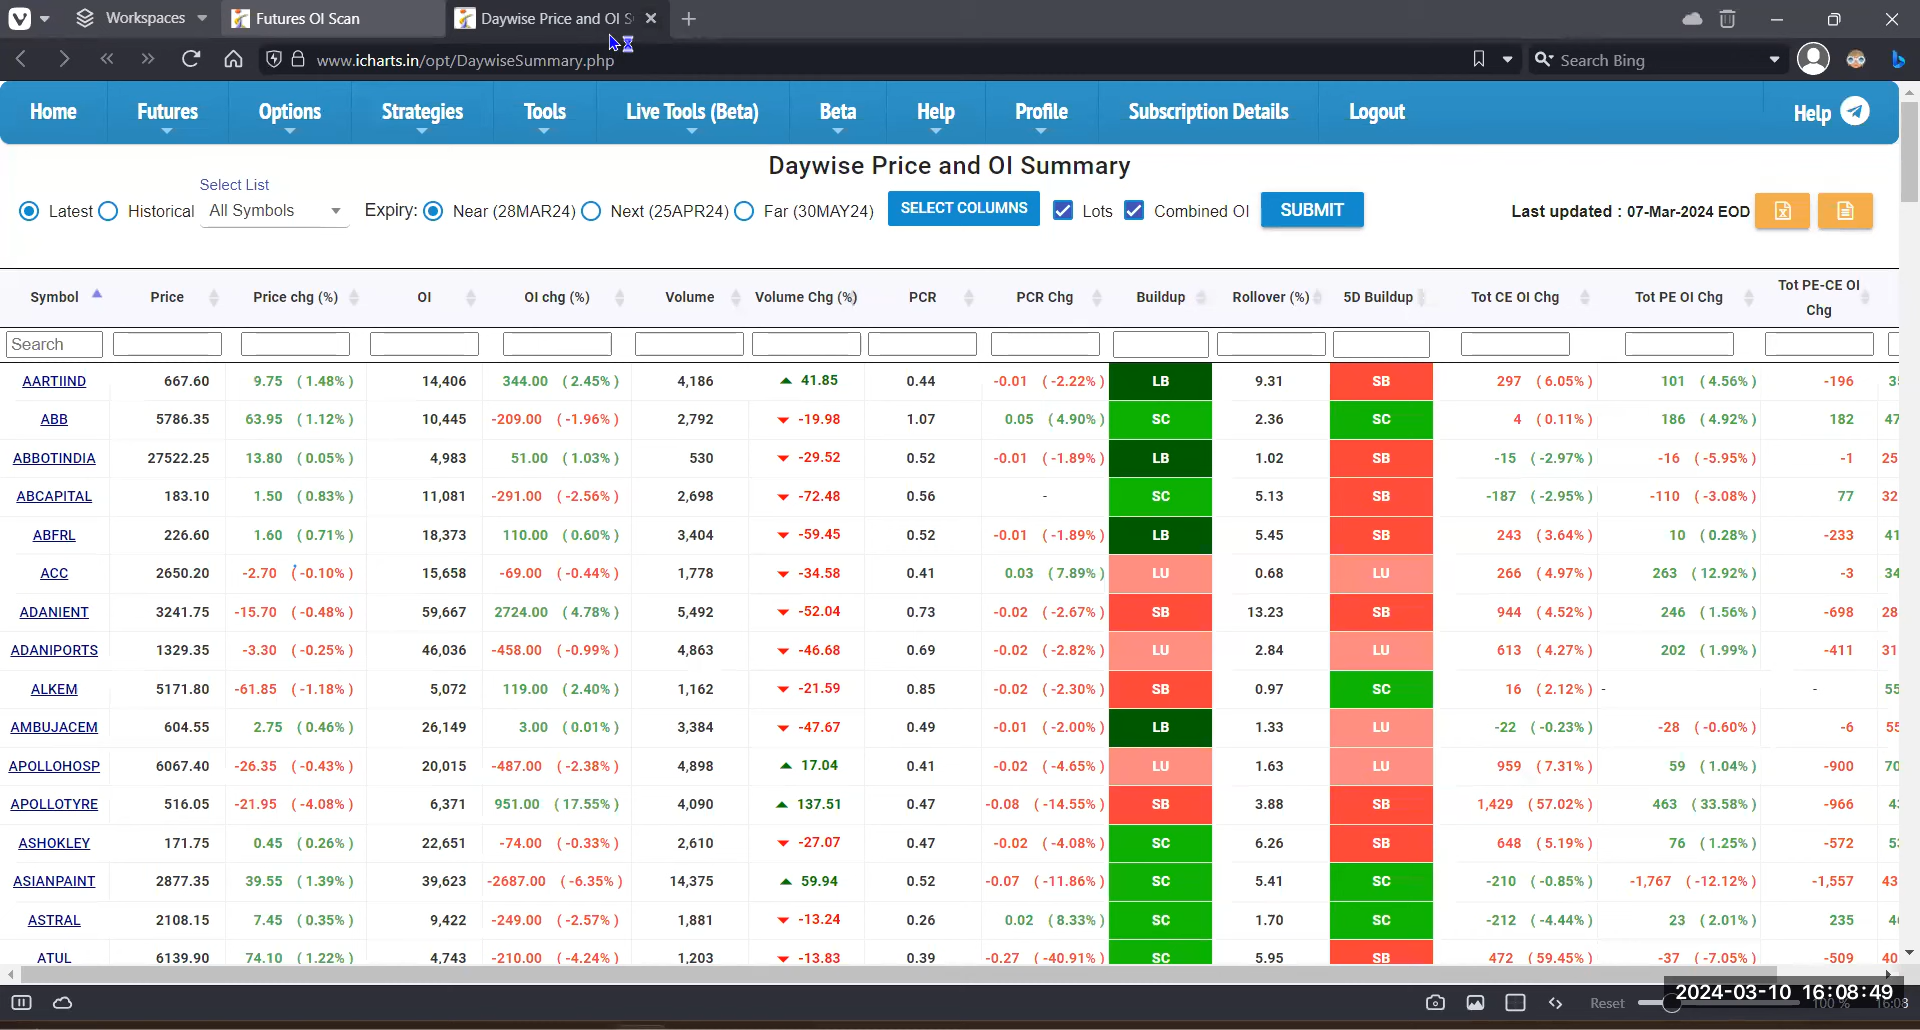 Workspaces Futures OI Scan Daywise Price and OI S
www.icharts.in/opt/DaywiseSummary.php Search Bing
Home Futures Options Strategies Tools Live Tools (Beta) Beta Help Profile Subscription Details Logout Help
Daywise Price and OI Summary
Select List
Latest Historical All Symbols Expiry: Near (28MAR24) Next (25APR24) Far (30MAY24) SELECT COLUMNS Lots Combined OI SUBMIT Last updated : 07-Mar-2024 EOD
Symbol Price Price chg (%) OI OI chg (%) Volume Volume Chg (%) PCR PCR Chg Buildup Rollover (%) 5D Buildup Tot CE OI Chg Tot PE OI Chg Tot PE-CE OI Chg
Search
AARTIIND 667.60 9.75 (1.48%) 14,406 344.00 (2.45%) 4,186 41.85 0.44 -0.01 (-2.22%) LB 9.31 SB 297 (6.05%) 101 (4.56%) -196
ABB 5786.35 63.95 (1.12%) 10,445 -209.00 (-1.96%) 2,792 -19.98 1.07 0.05 (4.90%) SC 2.36 SC 4 (0.11%) 186 (4.92%) 182 47
ABBOTINDIA 27522.25 13.80 (0.05%) 4,983 51.00 (1.03%) 530 -29.52 0.52 -0.01 (-1.89%) LB 1.02 SB -15 (-2.97%) -16 (-5.95%) -1 25
ABCAPITAL 183.10 1.50 (0.83%) 11,081 -291.00 (-2.56%) 2,698 -72.48 0.56 - SC 5.13 SB -187 (-2.95%) -110 (-3.08%) 77 32
ABFRL 226.60 1.60 (0.71%) 18,373 110.00 (0.60%) 3,404 -59.45 0.52 -0.01 (-1.89%) LB 5.45 SB 243 (3.64%) 10 (0.28%) -233 41
ACC 2650.20 -2.70 (-0.10%) 15,658 -69.00 (-0.44%) 1,778 -34.58 0.41 0.03 (7.89%) LU 0.68 LU 266 (4.97%) 263 (12.92%) -3 34
ADANIENT 3241.75 -15.70 (-0.48%) 59,667 2724.00 (4.78%) 5,492 -52.04 0.73 -0.02 (-2.67%) SB 13.23 SB 944 (4.52%) 246 (1.56%) -698 28
ADANIPORTS 1329.35 -3.30 (-0.25%) 46,036 -458.00 (-0.99%) 4,863 -46.68 0.69 -0.02 (-2.82%) LU 2.84 LU 613 (4.27%) 202 (1.99%) -411 31
ALKEM 5171.80 -61.85 (-1.18%) 5,072 119.00 (2.40%) 1,162 -21.59 0.85 -0.02 (-2.30%) SB 0.97 SC 16 (2.12%) - - 55
AMBUJACEM 604.55 2.75 (0.46%) 26,149 3.00 (0.01%) 3,384 -47.67 0.49 -0.01 (-2.00%) LB 1.33 LU -22 (-0.23%) -28 (-0.60%) -6 55
APOLLOHOSP 6067.40 -26.35 (-0.43%) 20,015 -487.00 (-2.38%) 4,898 17.04 0.41 -0.02 (-4.65%) LU 1.63 LU 959 (7.31%) 59 (1.04%) -900 70
APOLLOTYRE 516.05 -21.95 (-4.08%) 6,371 951.00 (17.55%) 4,090 137.51 0.47 -0.08 (-14.55%) SB 3.88 SB 1,429 (57.02%) 463 (33.58%) -966
ASHOKLEY 171.75 0.45 (0.26%) 22,651 -74.00 (-0.33%) 2,610 -27.07 0.47 -0.02 (-4.08%) SC 6.26 SB 648 (5.19%) 76 (1.25%) -572
ASIANPAINT 2877.35 39.55 (1.39%) 39,623 -2687.00 (-6.35%) 14,375 59.94 0.52 -0.07 (-11.86%) SC 5.41 SC -210 (-0.85%) -1,767 (-12.12%) -1,557 43
ASTRAL 2108.15 7.45 (0.35%) 9,422 -249.00 (-2.57%) 1,881 -13.24 0.26 0.02 (8.33%) SC 1.70 SC -212 (-4.44%) 23 (2.01%) 235
ATUL 6139.90 74.10 (1.22%) 4,743 -210.00 (-4.24%) 1,203 -13.83 0.39 -0.27 (-40.91%) SC 5.95 SB 472 (59.45%) -37 (-7.05%) -509 40
2024-03-10 16:08:49
Reset 100 % 16:08